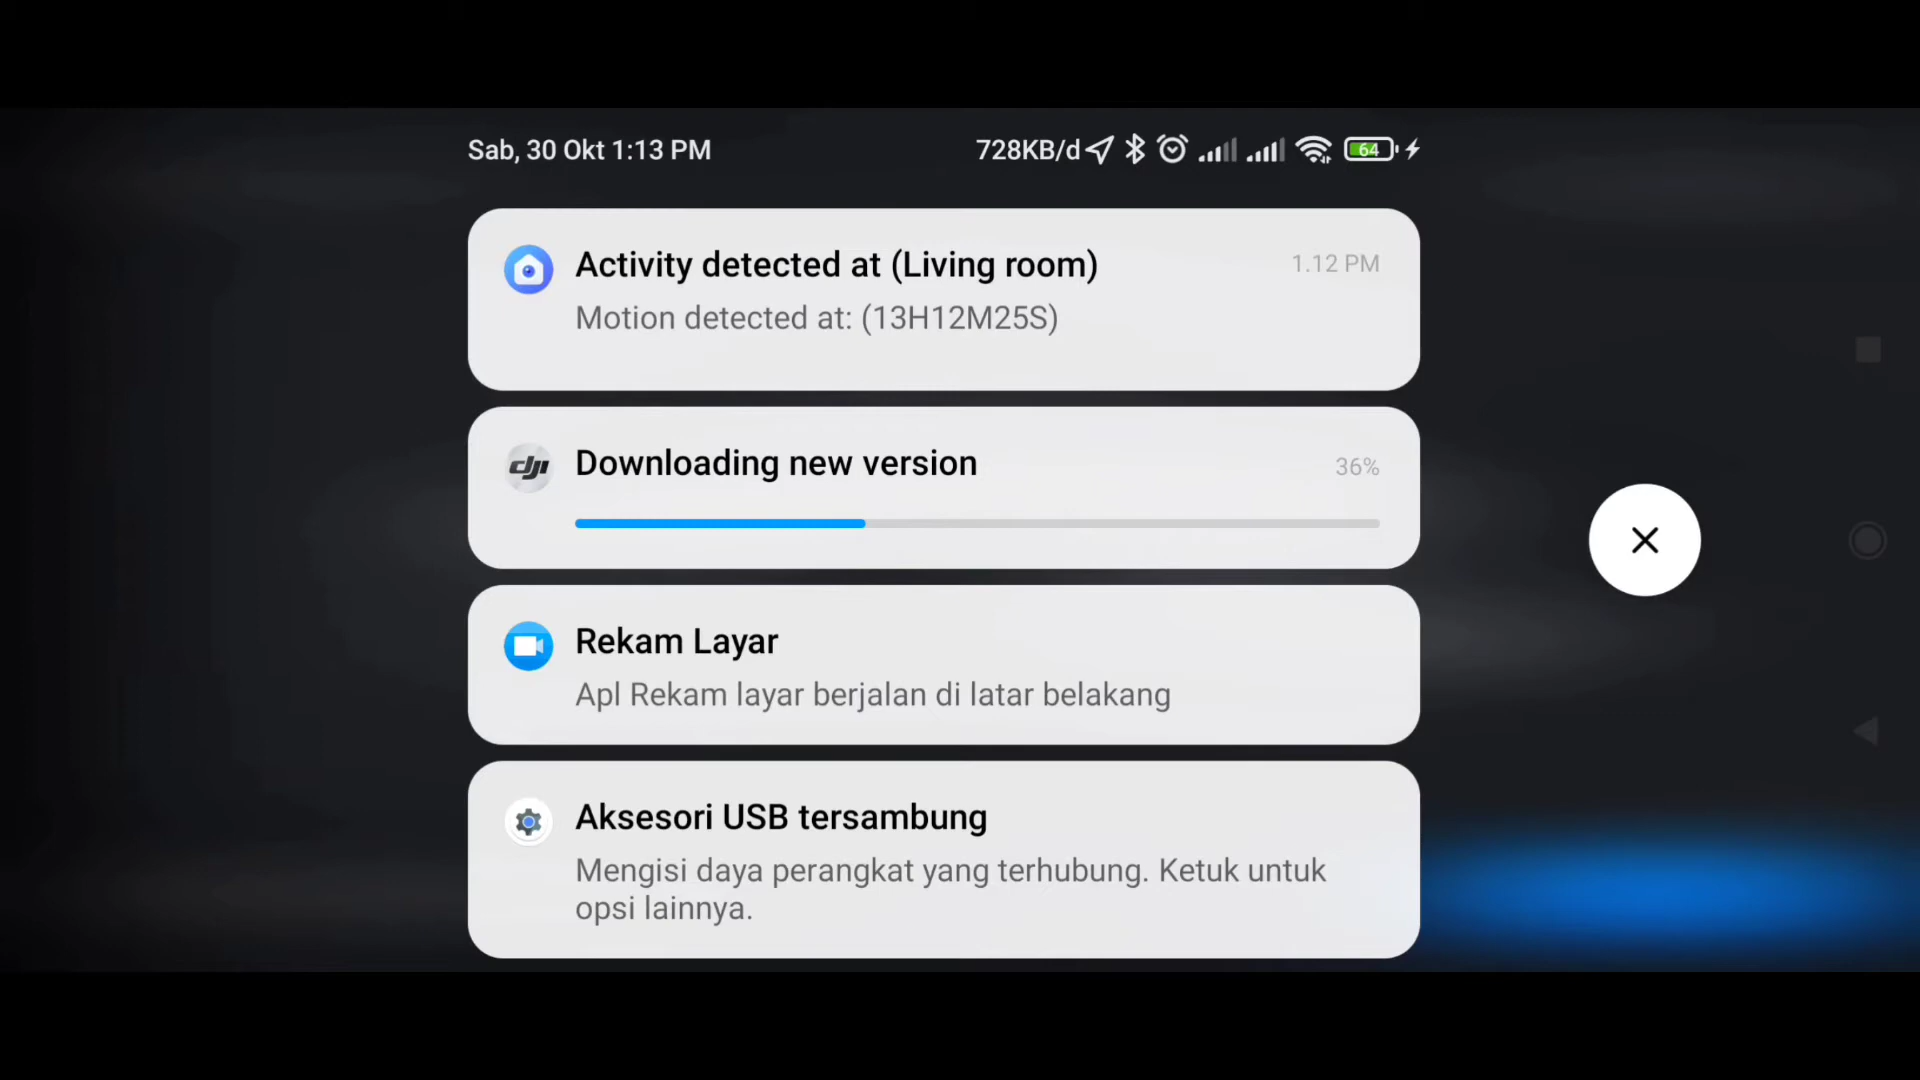 Sab, 30 Okt 1:13 PM 728KB/d 64
Activity detected at (Living room) 1.12 PM
Motion detected at: (13H12M25S)
dji Downloading new version 36%
Rekam Layar
Apl Rekam layar berjalan di latar belakang
Aksesori USB tersambung
Mengisi daya perangkat yang terhubung. Ketuk untuk
opsi lainnya.